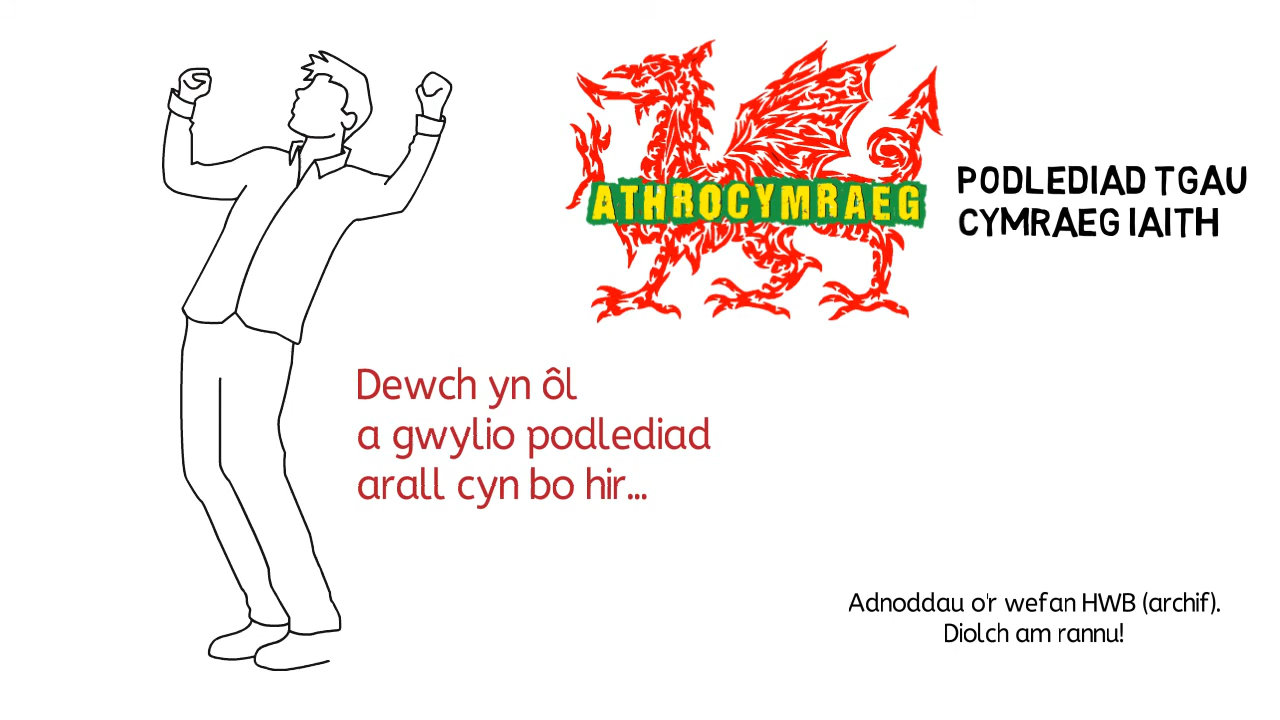 ATHROCYMRAEG
PODLEDIAD TGAU
CYMRAEG IAITH
Dewch yn ôl
a gwylio podlediad
arall cyn bo hir...
Adnoddau o'r wefan HWB (archif).
Diolch am rannu!